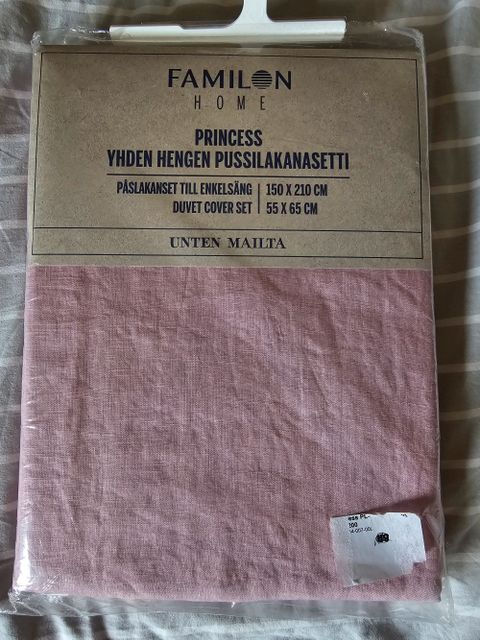 FAMILON
HOME
PRINCESS
YHDEN HENGEN PUSSILAKANASETTI
PÅSLAKANSET TILL ENKELSÄNG | 150 X 210 CM
DUVET COVER SET | 55 X 65 CM
UNTEN MAILTA